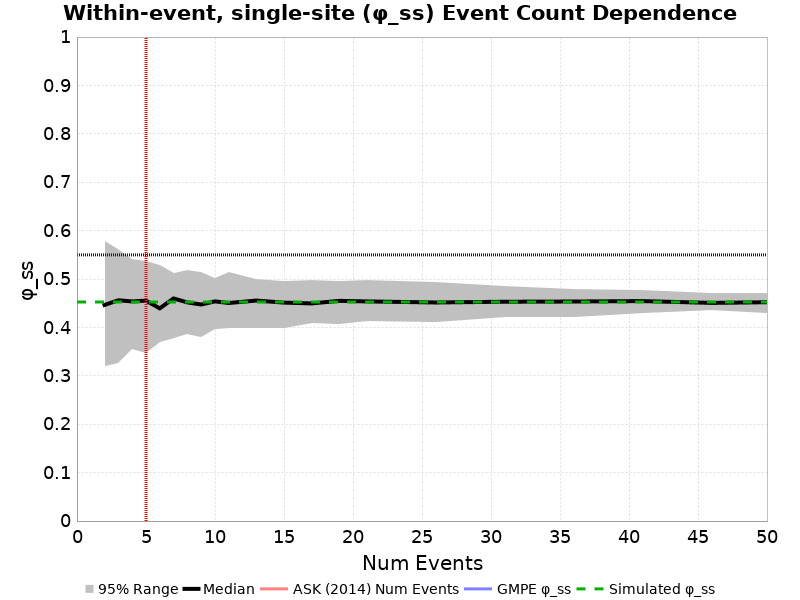 Within-event, single-site (φ_ss) Event Count Dependence
1
0.9
0.8
0.7
0.6
0.5
0.4
0.3
0.2
0.1
0
φ_ss
0 5 10 15 20 25 30 35 40 45 50
Num Events
95% Range Median ASK (2014) Num Events GMPE φ_ss Simulated φ_ss